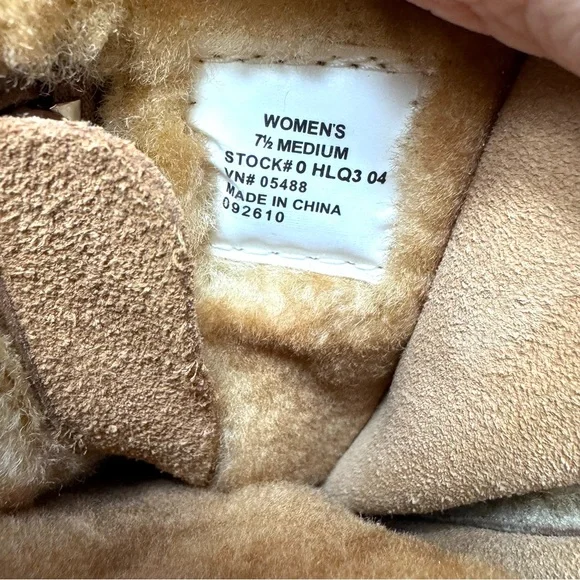 WOMEN'S
7½ MEDIUM
STOCK# 0 HLQ3 04
VN# 05488
MADE IN CHINA
092610